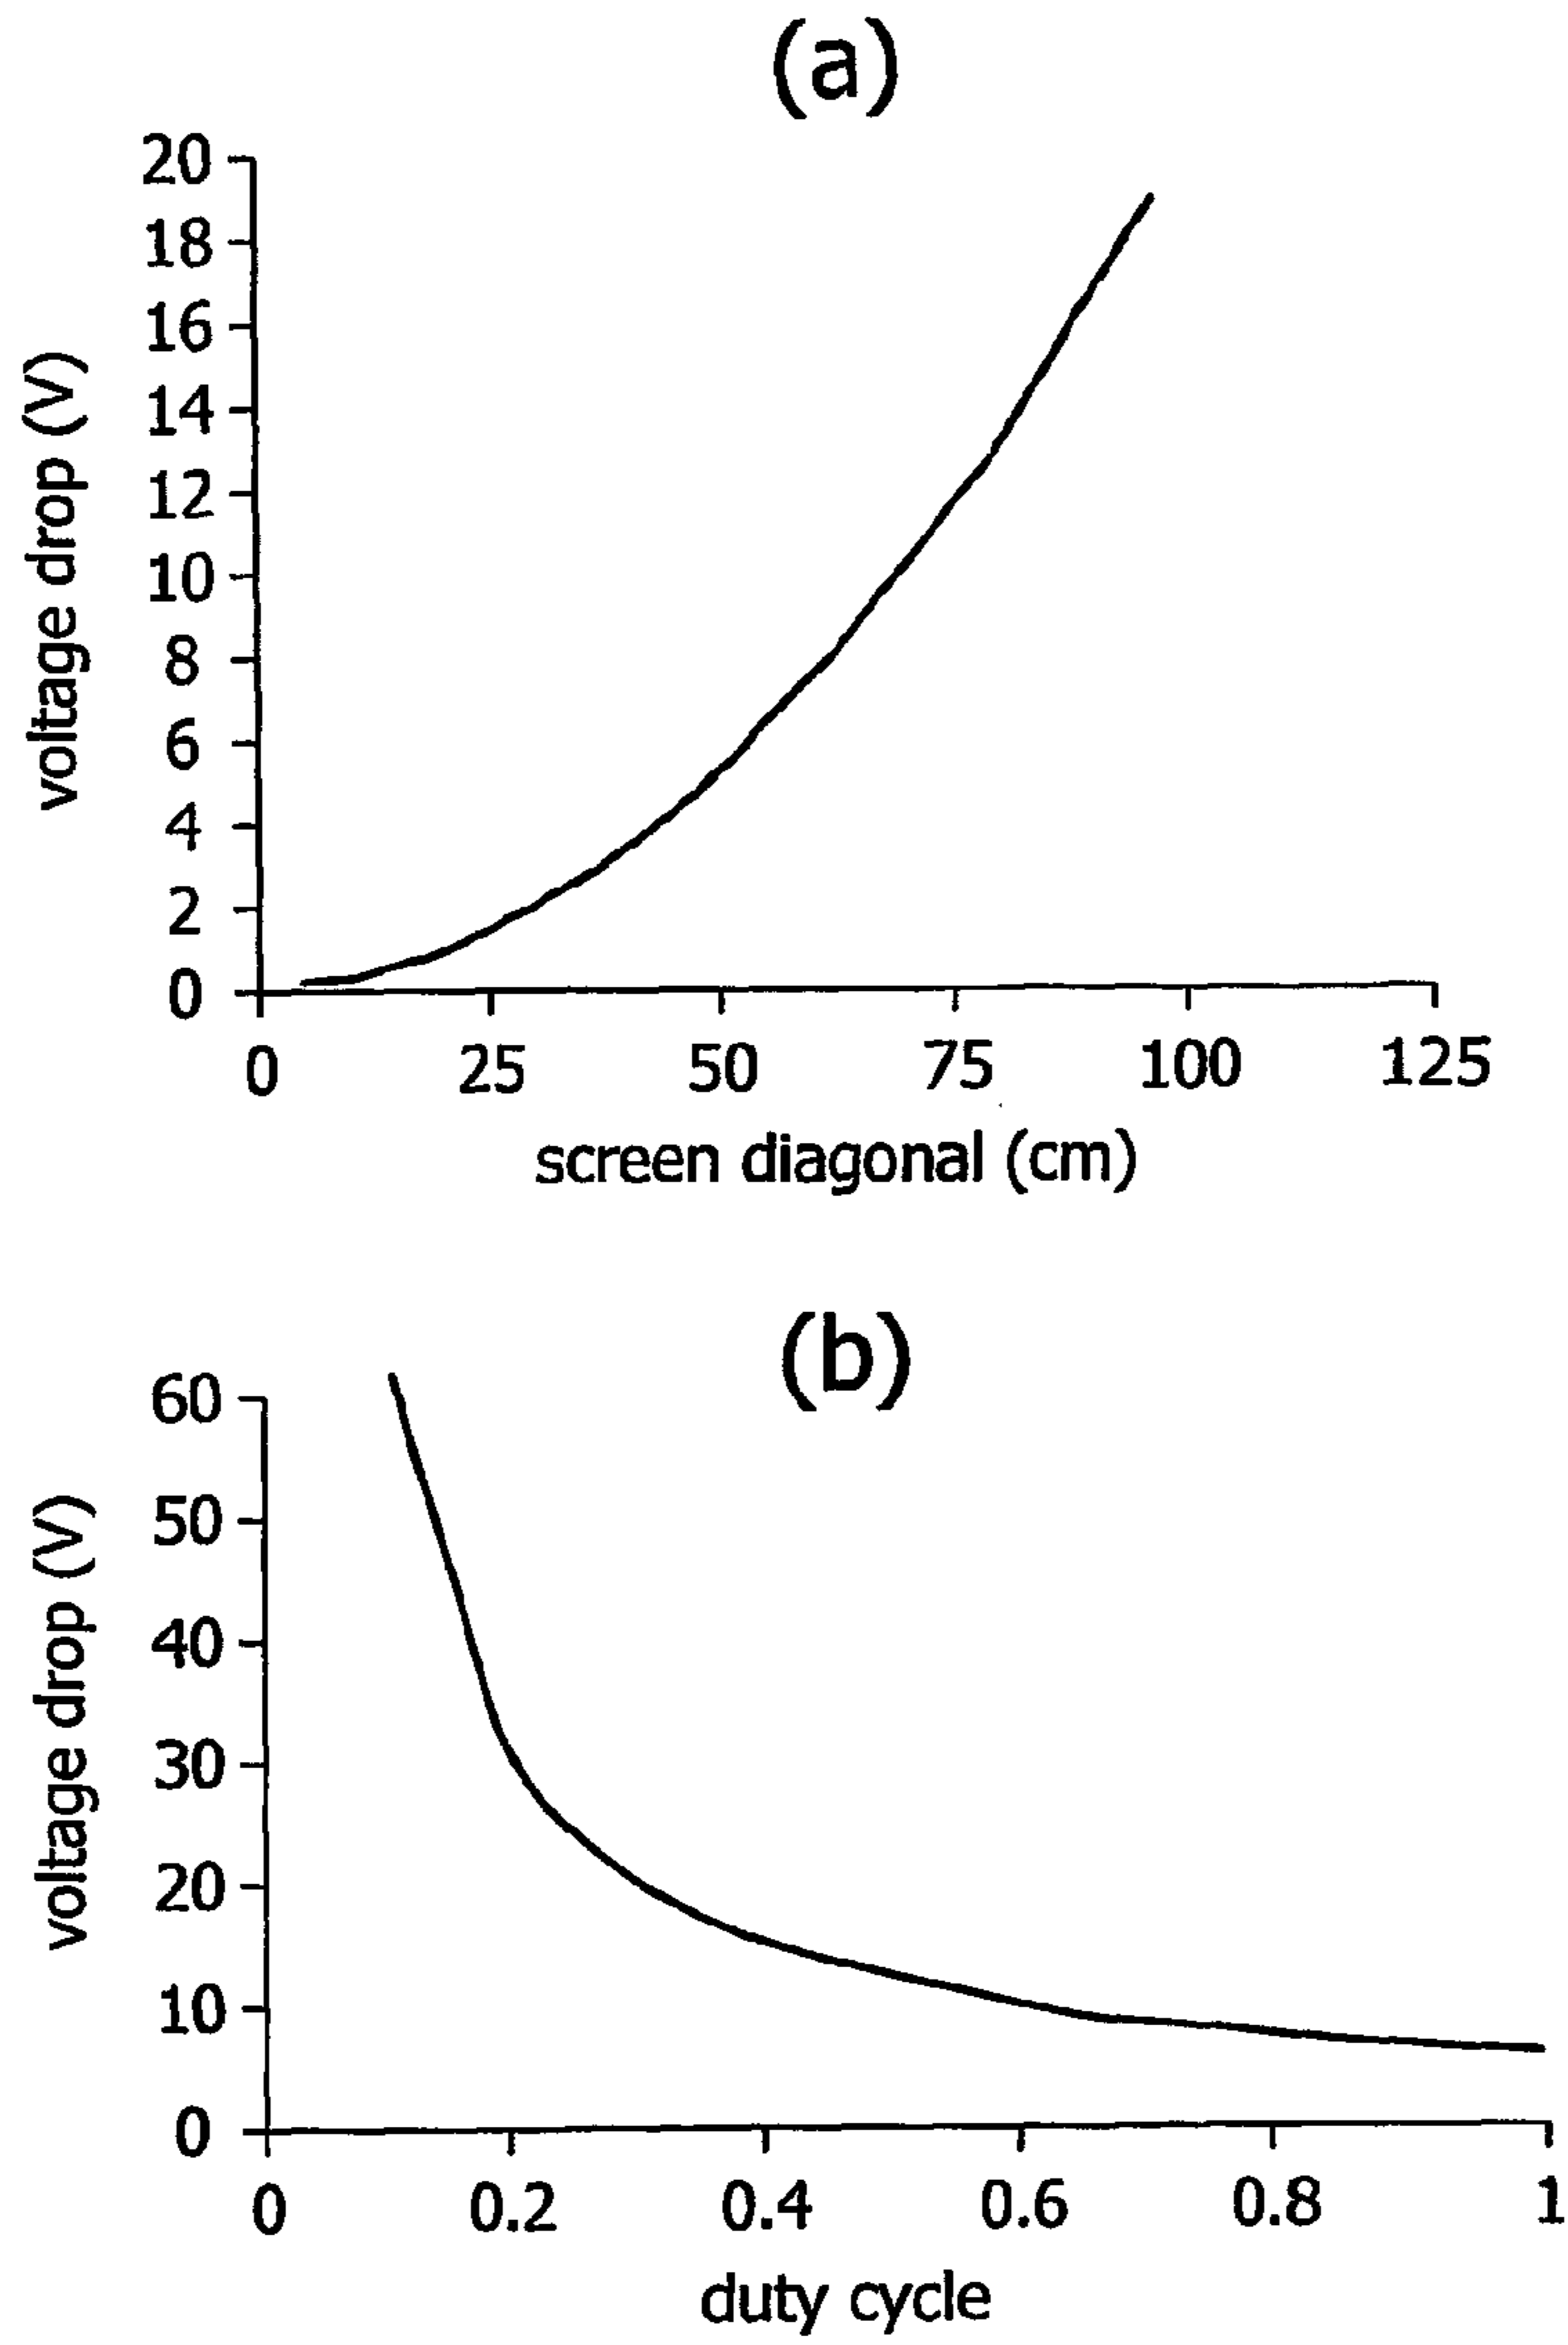 (a)
20
18
16
14
12
10
8
6
4
2
0
voltage drop (V)
0 25 50 75 100 125
screen diagonal (cm)
(b)
60
50
40
30
20
10
0
voltage drop (V)
0 0.2 0.4 0.6 0.8 1
duty cycle